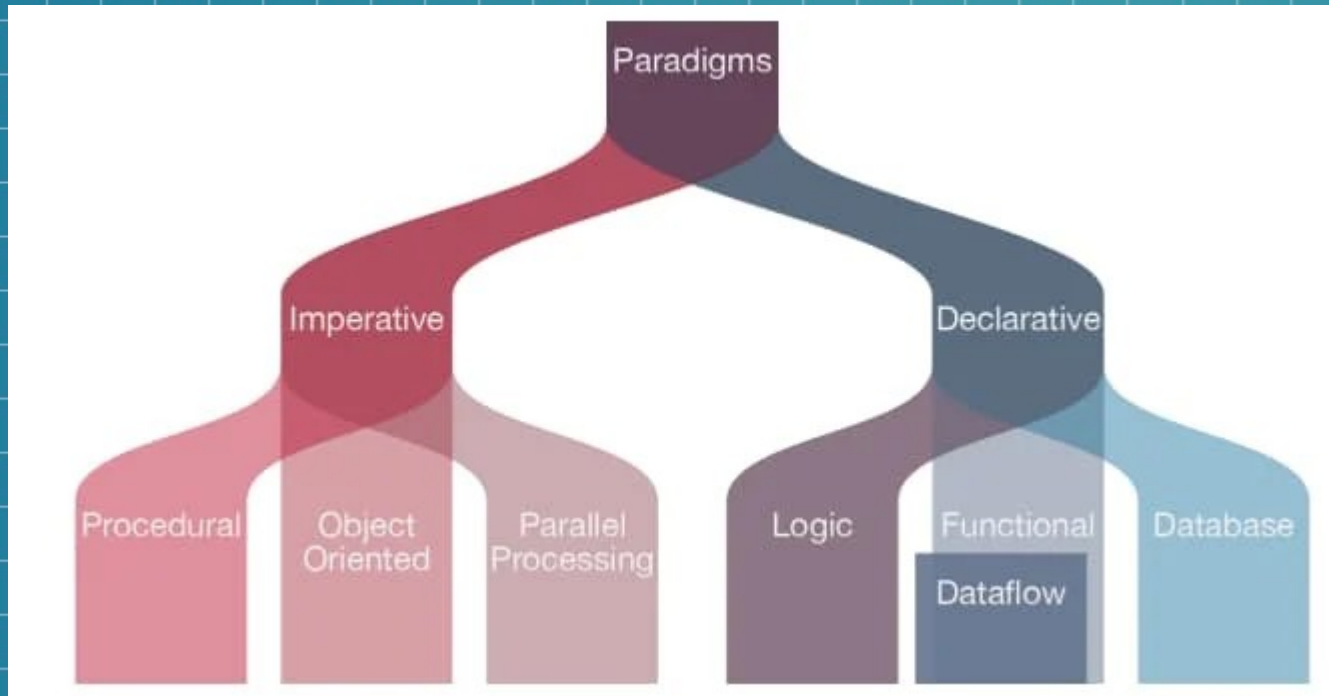 Paradigms
Imperative
Declarative
Procedural
Object
Oriented
Parallel
Processing
Logic
Functional
Database
Dataflow